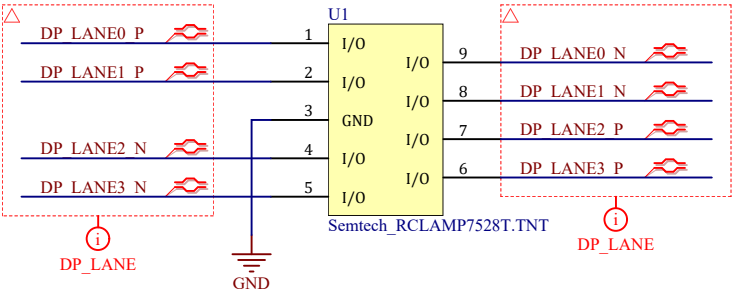 U1
DP_LANE0_P
1
I/O
9
I/O
DP_LANE0_N
DP_LANE1_P
2
I/O
8
I/O
DP_LANE1_N
3
GND
7
I/O
DP_LANE2_P
DP_LANE2_N
4
I/O
6
I/O
DP_LANE3_P
DP_LANE3_N
5
I/O
Semtech_RCLAMP7528T.TNT
i
DP_LANE
i
DP_LANE
GND